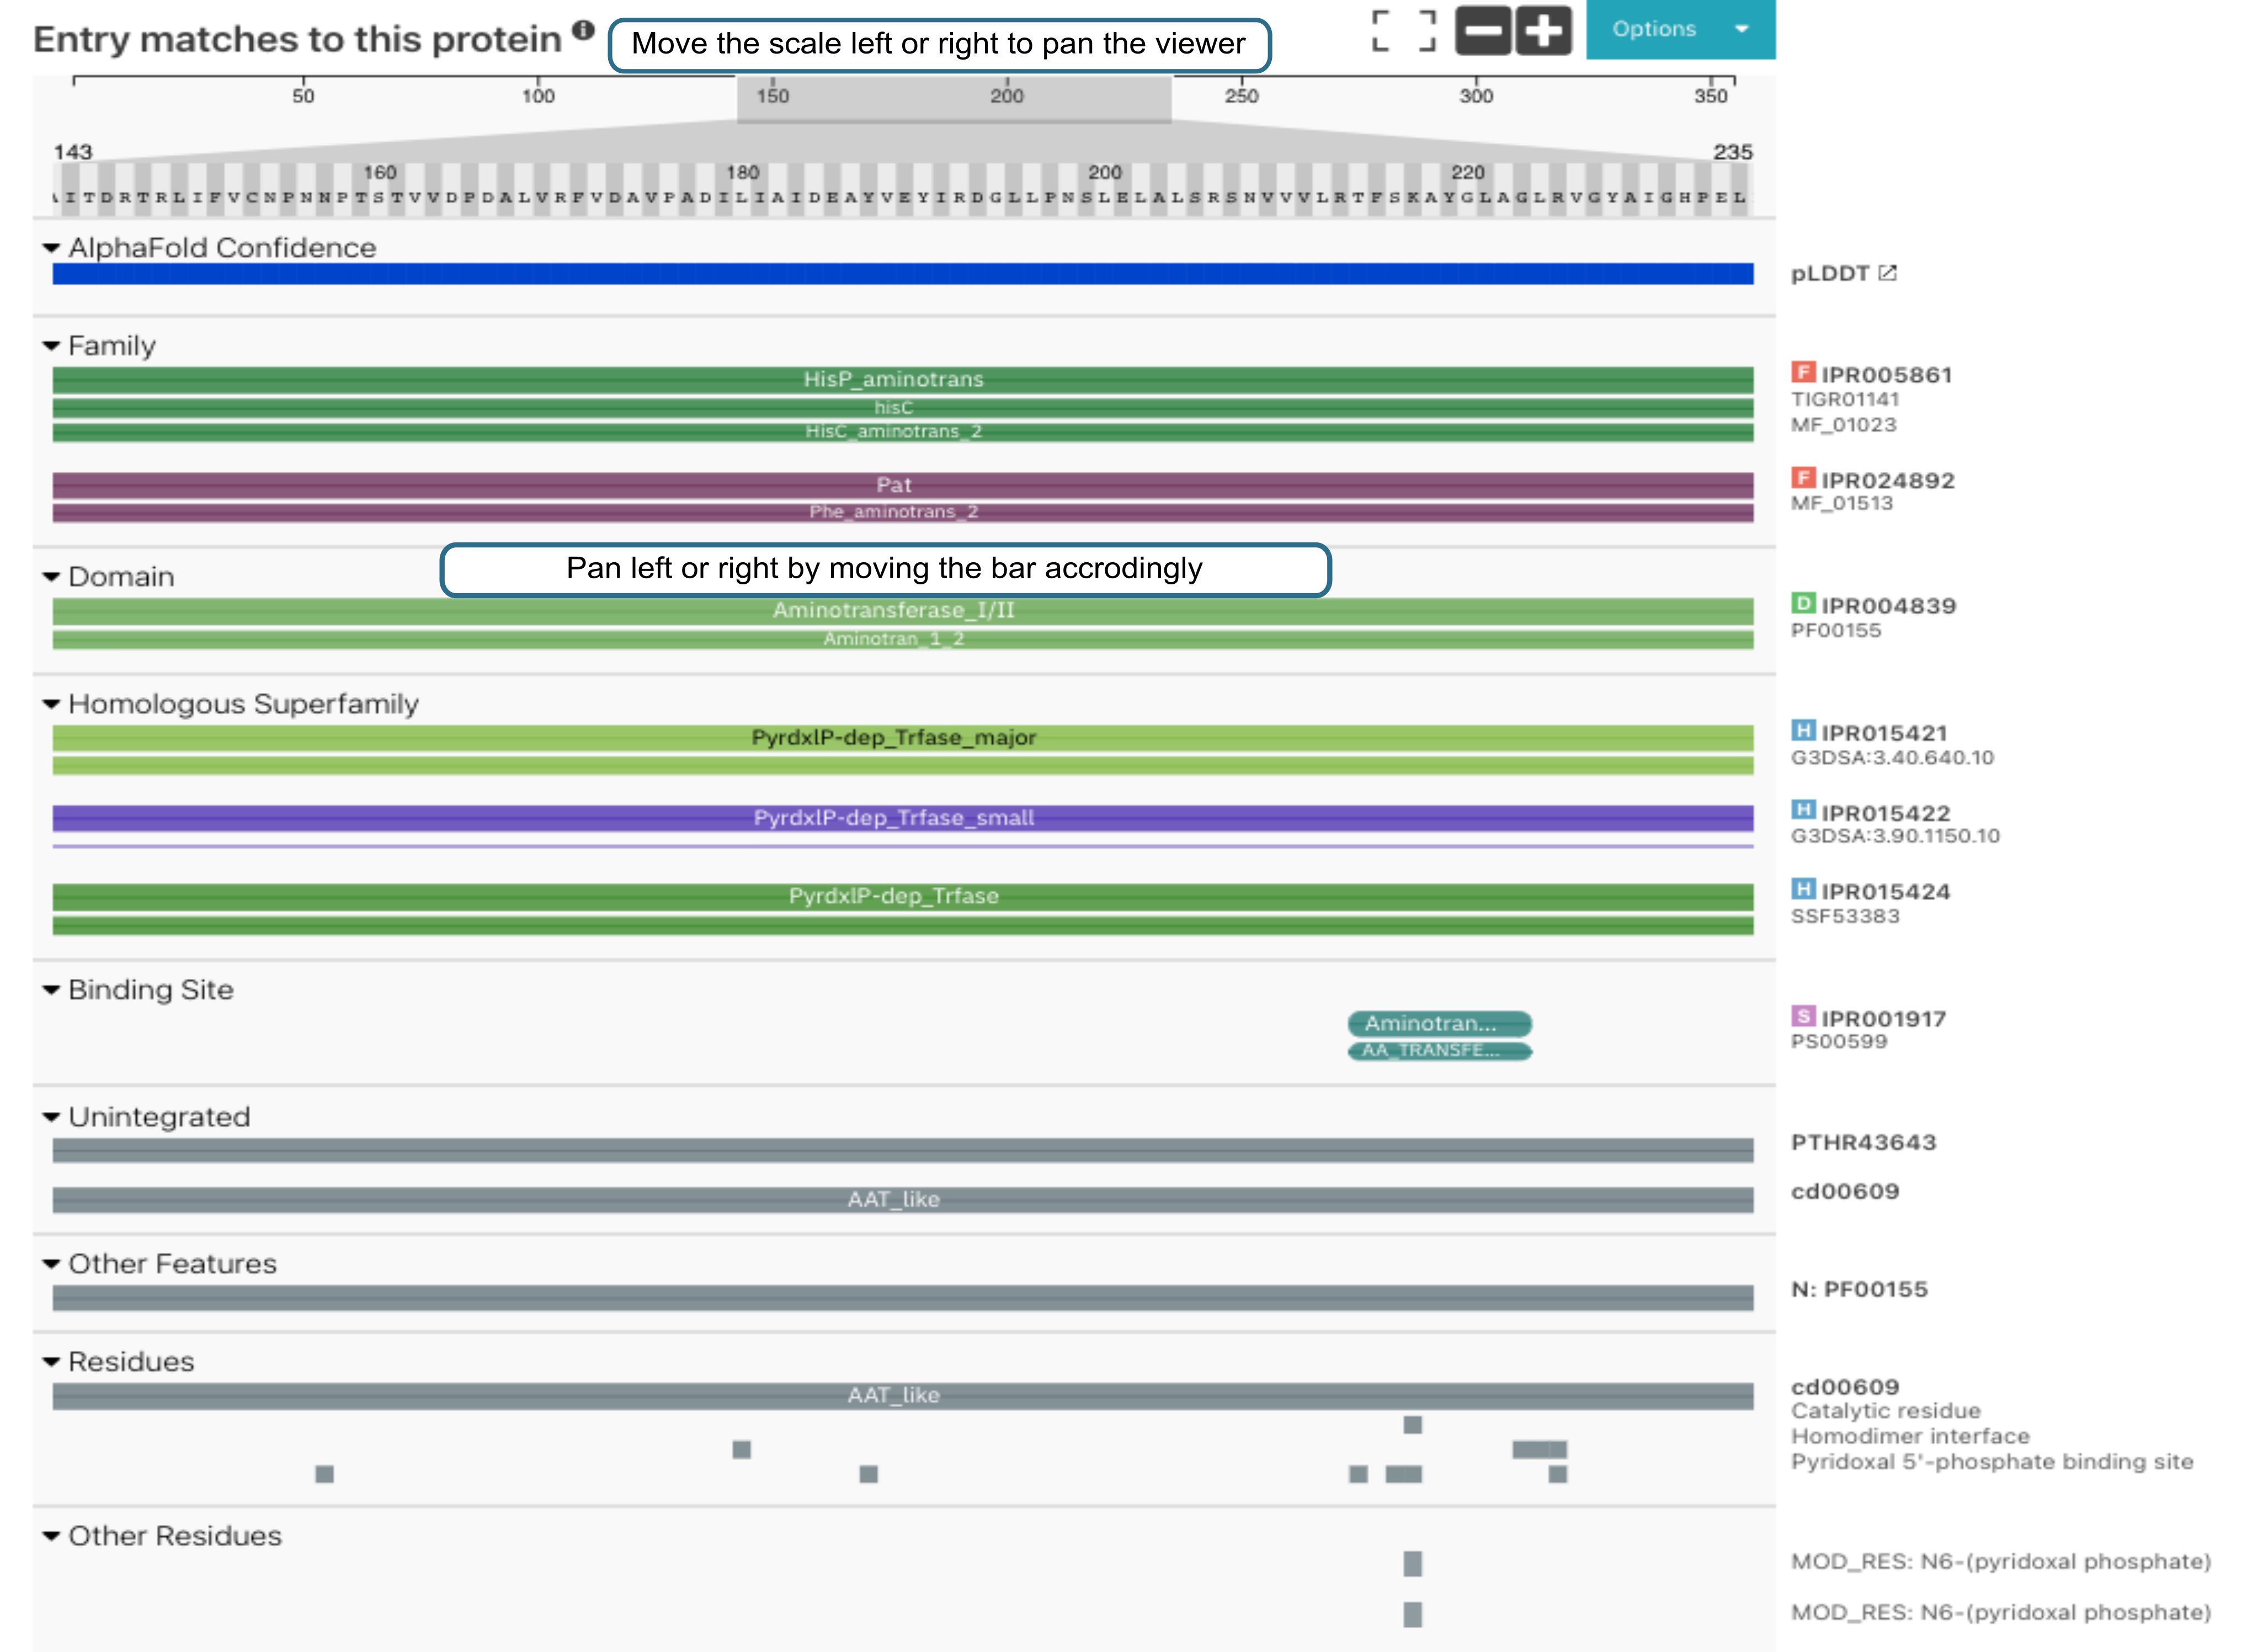 Entry matches to this protein
Move the scale left or right to pan the viewer
Options
50 100 150 200 250 300 350
143 235
160 180 200 220
I T D R T R L I F V C N P N N P T S T V V D P D A L V R F V D A V P A D I L I A I D E A Y V E Y I R D G L L P N S L E L A L S R S N V V V L R T F S K A Y G L A G L R V G Y A I G H P E L
AlphaFold Confidence
pLDDT
Family
HisP_aminotrans
F IPR005861
hisC
TIGR01141
HisC_aminotrans_2
MF_01023
Pat
F IPR024892
Phe_aminotrans_2
MF_01513
Pan left or right by moving the bar accrodingly
Domain
Aminotransferase_I/II
D IPR004839
Aminotran_1_2
PF00155
Homologous Superfamily
PyrdxlP-dep_Trfase_major
H IPR015421
G3DSA:3.40.640.10
PyrdxlP-dep_Trfase_small
H IPR015422
G3DSA:3.90.1150.10
PyrdxlP-dep_Trfase
H IPR015424
SSF53383
Binding Site
Aminotran...
S IPR001917
AA_TRANSFE...
PS00599
Unintegrated
PTHR43643
AAT_like
cd00609
Other Features
N: PF00155
Residues
AAT_like
cd00609
Catalytic residue
Homodimer interface
Pyridoxal 5'-phosphate binding site
Other Residues
MOD_RES: N6-(pyridoxal phosphate)
MOD_RES: N6-(pyridoxal phosphate)